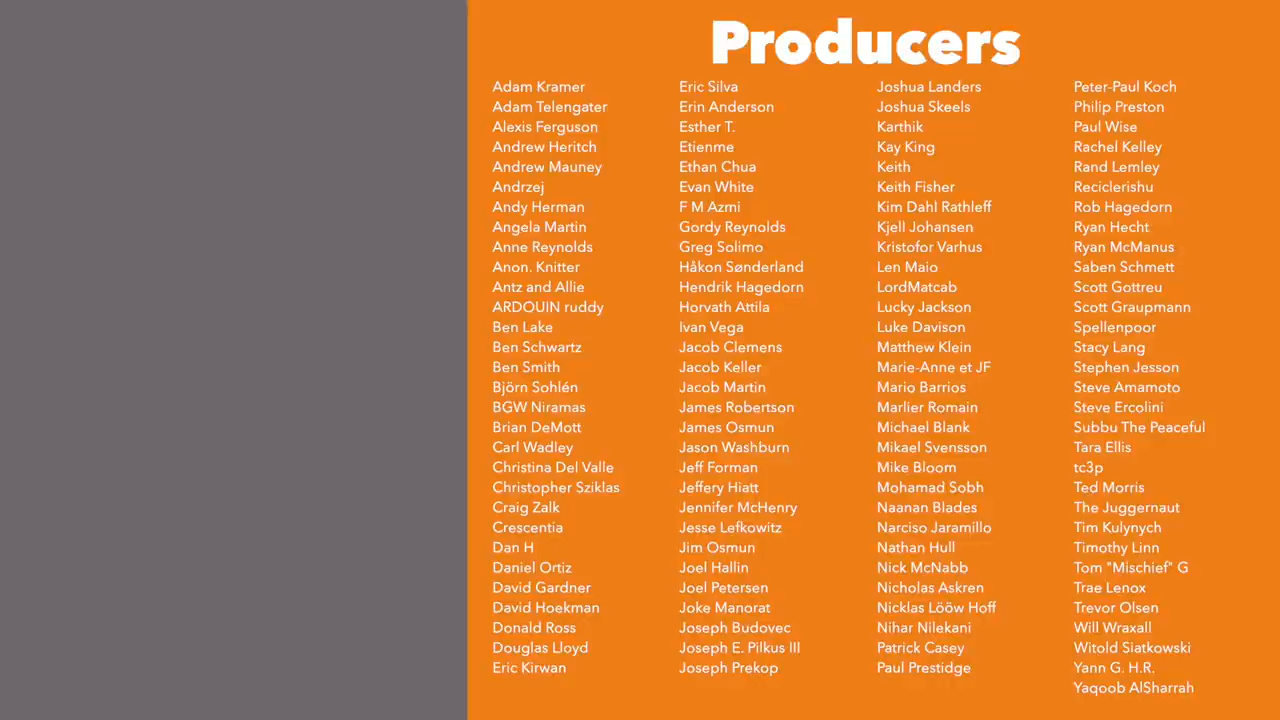 Producers
Adam Kramer
Adam Telengater
Alexis Ferguson
Andrew Heritch
Andrew Mauney
Andrzej
Andy Herman
Angela Martin
Anne Reynolds
Anon. Knitter
Antz and Allie
ARDOUIN ruddy
Ben Lake
Ben Schwartz
Ben Smith
Björn Sohlén
BGW Niramas
Brian DeMott
Carl Wadley
Christina Del Valle
Christopher Sziklas
Craig Zalk
Crescentia
Dan H
Daniel Ortiz
David Gardner
David Hoekman
Donald Ross
Douglas Lloyd
Eric Kirwan
Eric Silva
Erin Anderson
Esther T.
Etienme
Ethan Chua
Evan White
F M Azmi
Gordy Reynolds
Greg Solimo
Håkon Sønderland
Hendrik Hagedorn
Horvath Attila
Ivan Vega
Jacob Clemens
Jacob Keller
Jacob Martin
James Robertson
James Osmun
Jason Washburn
Jeff Forman
Jeffery Hiatt
Jennifer McHenry
Jesse Lefkowitz
Jim Osmun
Joel Hallin
Joel Petersen
Joke Manorat
Joseph Budovec
Joseph E. Pilkus III
Joseph Prekop
Joshua Landers
Joshua Skeels
Karthik
Kay King
Keith
Keith Fisher
Kim Dahl Rathleff
Kjell Johansen
Kristofor Varhus
Len Maio
LordMatcab
Lucky Jackson
Luke Davison
Matthew Klein
Marie-Anne et JF
Mario Barrios
Marlier Romain
Michael Blank
Mikael Svensson
Mike Bloom
Mohamad Sobh
Naanan Blades
Narciso Jaramillo
Nathan Hull
Nick McNabb
Nicholas Askren
Nicklas Lööw Hoff
Nihar Nilekani
Patrick Casey
Paul Prestidge
Peter-Paul Koch
Philip Preston
Paul Wise
Rachel Kelley
Rand Lemley
Reciclerishu
Rob Hagedorn
Ryan Hecht
Ryan McManus
Saben Schmett
Scott Gottreu
Scott Graupmann
Spellenpoor
Stacy Lang
Stephen Jesson
Steve Amamoto
Steve Ercolini
Subbu The Peaceful
Tara Ellis
tc3p
Ted Morris
The Juggernaut
Tim Kulynych
Timothy Linn
Tom "Mischief" G
Trae Lenox
Trevor Olsen
Will Wraxall
Witold Siatkowski
Yann G. H.R.
Yaqoob AlSharrah